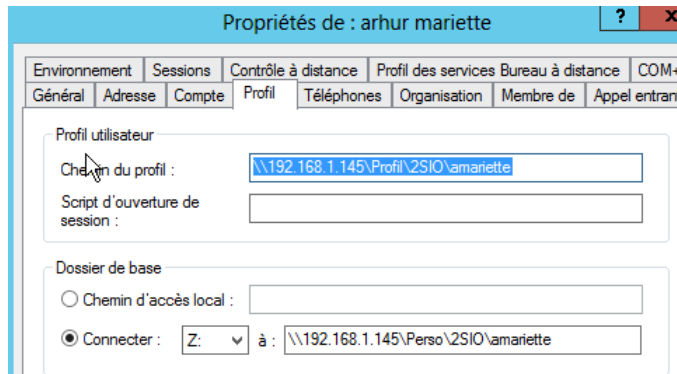 Propriétés de : arhur mariette
?
x
Environnement Sessions Contrôle à distance Profil des services Bureau à distance COM+
Général Adresse Compte Profil Téléphones Organisation Membre de Appel entrant
Profil utilisateur
Chemin du profil : \\192.168.1.145\Profil\2SIO\amariette
Script d'ouverture de
session :
Dossier de base
Chemin d'accès local :
Connecter : Z: à : \\192.168.1.145\Perso\2SIO\amariette